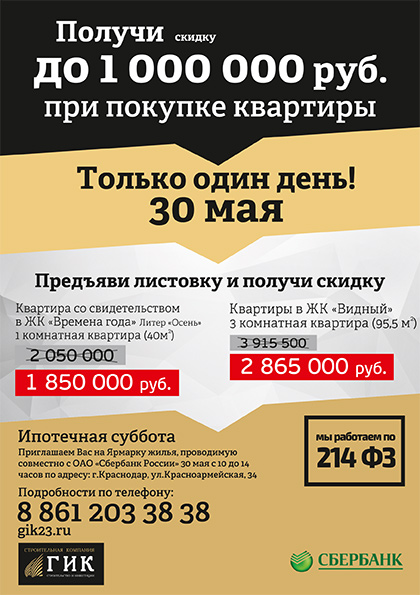 Получи скидку
до 1 000 000 руб.
при покупке квартиры
Только один день!
30 мая
Предъяви листовку и получи скидку
Квартира со свидетельством
в ЖК «Времена года» Литер «Осень»
1 комнатная квартира (40м²)
2 050 000
1 850 000 руб.
Квартиры в ЖК «Видный»
3 комнатная квартира (95,5 м²)
3 915 500
2 865 000 руб.
Ипотечная суббота
Приглашаем Вас на Ярмарку жилья, проводимую
совместно с ОАО «Сбербанк России» 30 мая с 10 до 14
часов по адресу: г.Краснодар, ул.Красноармейская, 34
Подробности по телефону:
8 861 203 38 38
gik23.ru
мы работаем по
214 ФЗ
СТРОИТЕЛЬНАЯ КОМПАНИЯ
ГИК
СТРОИТЕЛЬСТВО И ИНВЕСТИЦИИ
СБЕРБАНК